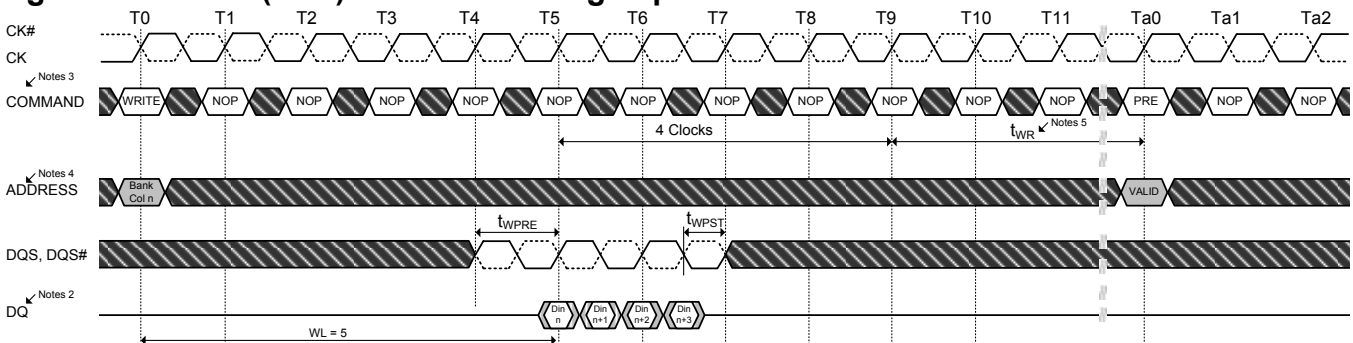 T0 T1 T2 T3 T4 T5 T6 T7 T8 T9 T10 T11 Ta0 Ta1 Ta2
CK#
CK
Notes 3
COMMAND WRITE NOP NOP NOP NOP NOP NOP NOP NOP NOP NOP NOP PRE NOP NOP
4 Clocks tWR Notes 5
Notes 4
ADDRESS Bank Col n VALID
tWPRE tWPST
DQS, DQS#
Notes 2
DQ Din n Din n+1 Din n+2 Din n+3
WL = 5